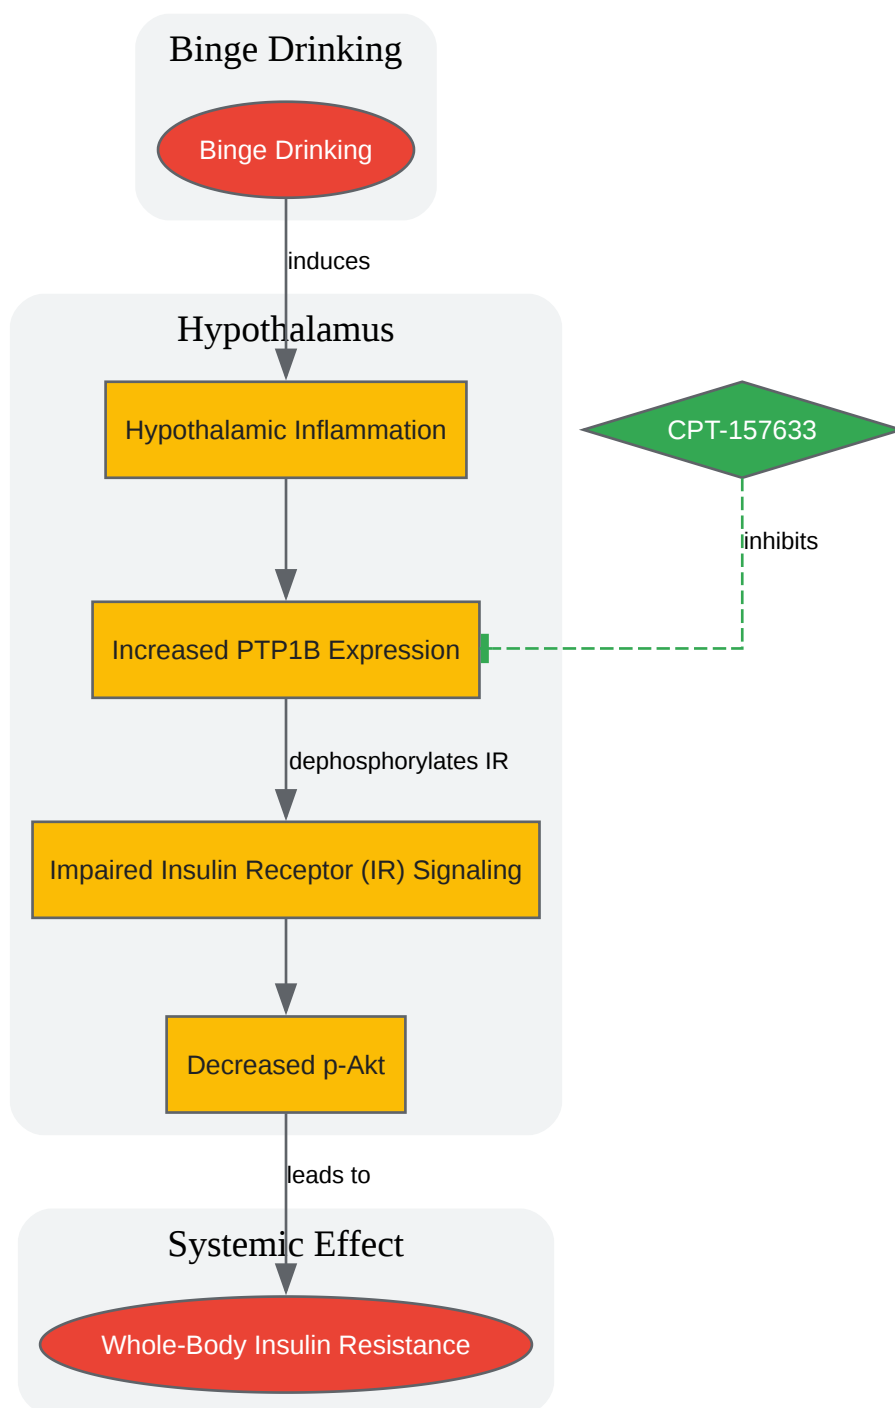 Binge Drinking
Binge Drinking
induces
Hypothalamus
Hypothalamic Inflammation
CPT-157633
inhibits
Increased PTP1B Expression
dephosphorylates IR
Impaired Insulin Receptor (IR) Signaling
Decreased p-Akt
leads to
Systemic Effect
Whole-Body Insulin Resistance